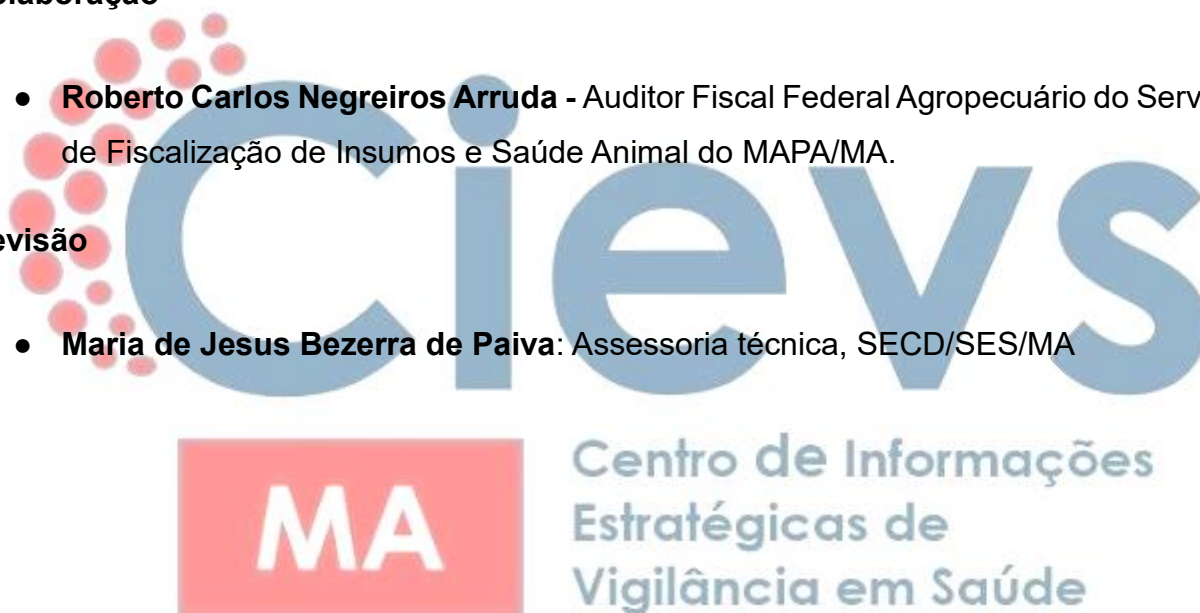 ● Roberto Carlos Negreiros Arruda - Auditor Fiscal Federal Agropecuário do Serv
de Fiscalização de Insumos e Saúde Animal do MAPA/MA.
evisão
● Maria de Jesus Bezerra de Paiva: Assessoria técnica, SECD/SES/MA
Cievs
MA
Centro de Informações
Estratégicas de
Vigilância em Saúde